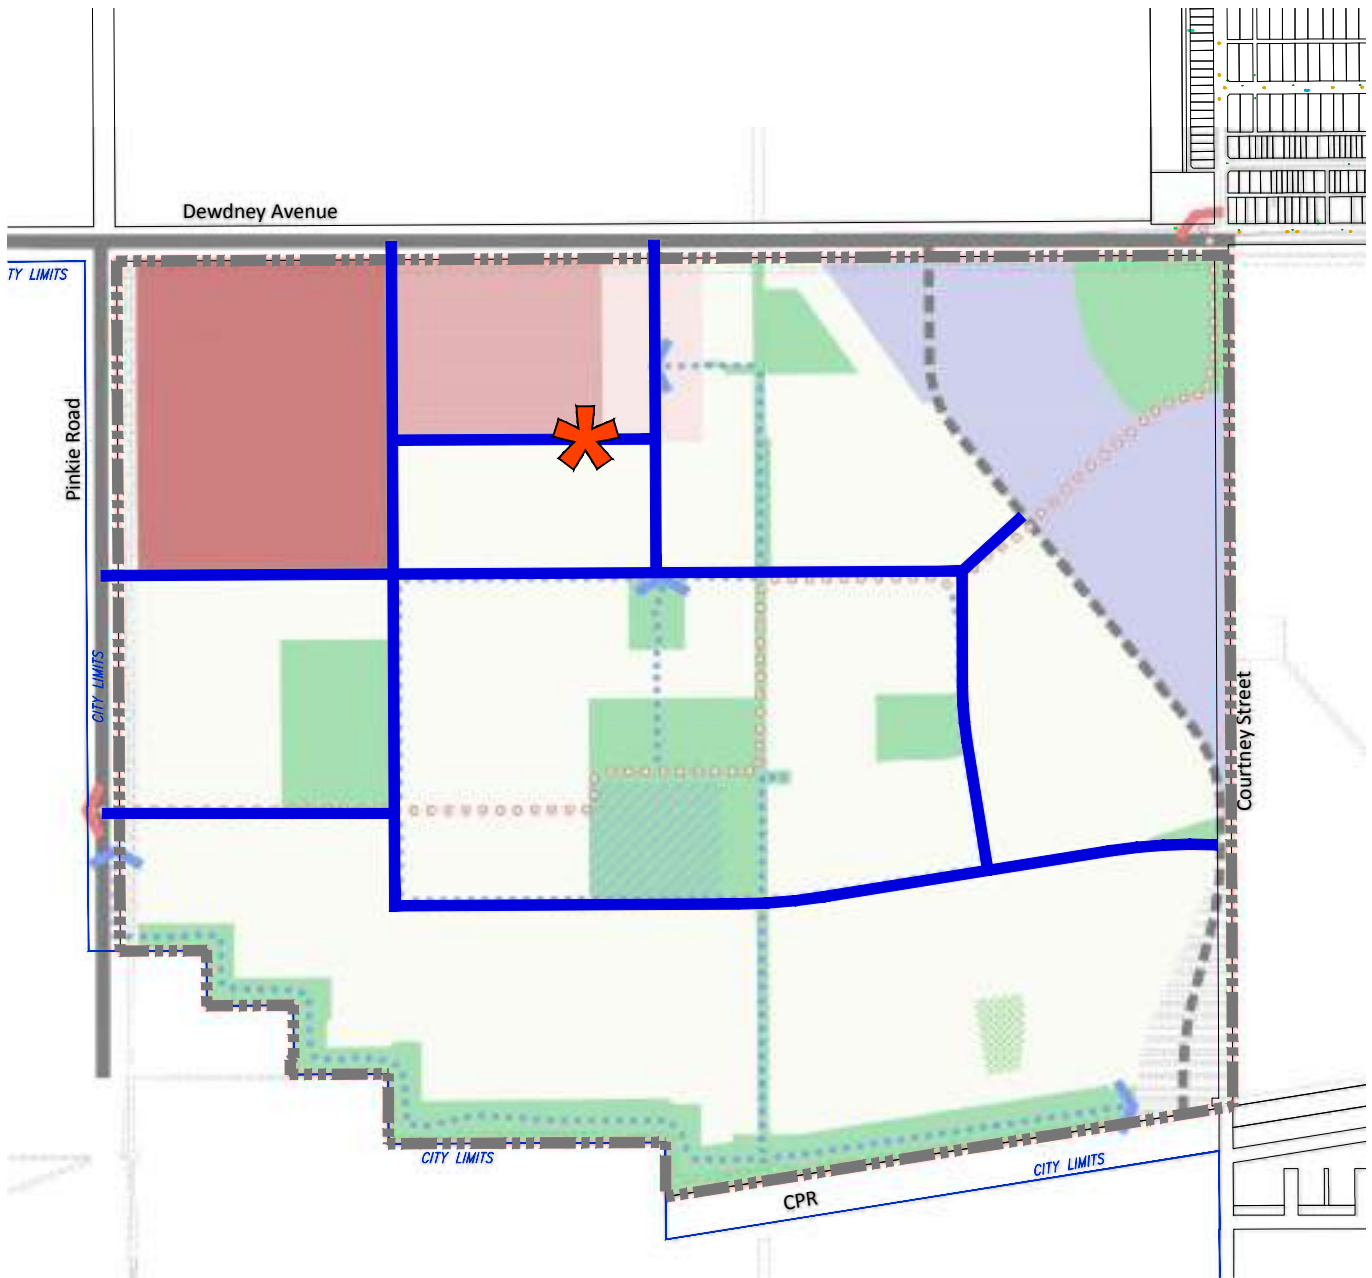 Dewdney Avenue
TY LIMITS
Pinkie Road
CITY LIMITS
Courtney Street
CITY LIMITS
CITY LIMITS
CPR